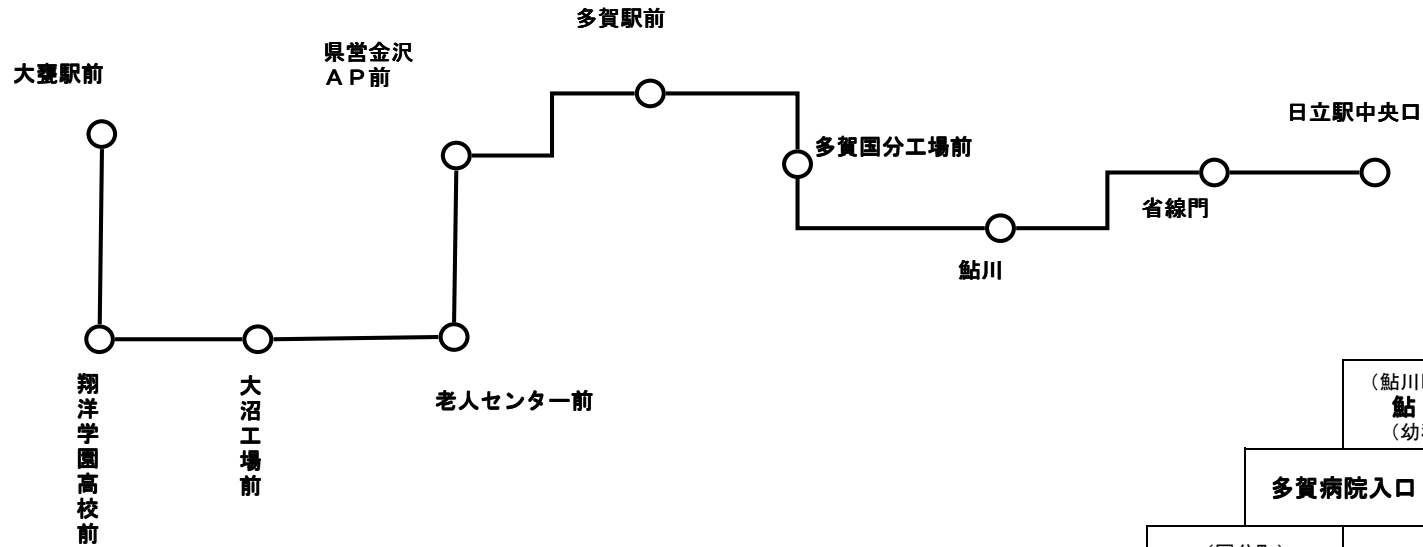 多賀駅前
県営金沢
ＡＰ前
大甕駅前
日立駅中央口
多賀国分工場前
省線門
鮎川
翔洋学園高校前
大沼工場前
老人センター前
（鮎川
鮎
多賀病院入口